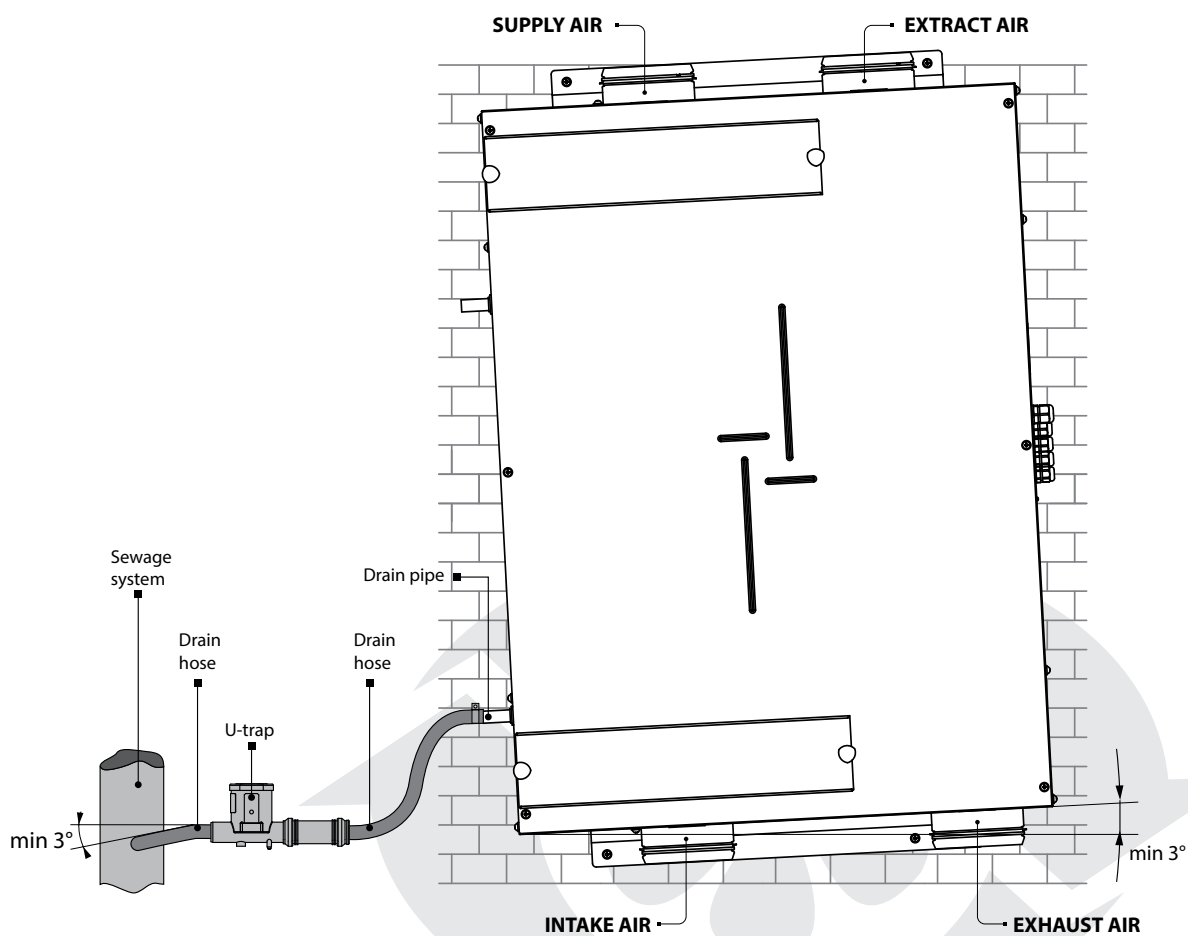 SUPPLY AIR
EXTRACT AIR
Sewage
system
Drain pipe
Drain
hose
Drain
hose
U-trap
min 3°
min 3°
INTAKE AIR
EXHAUST AIR